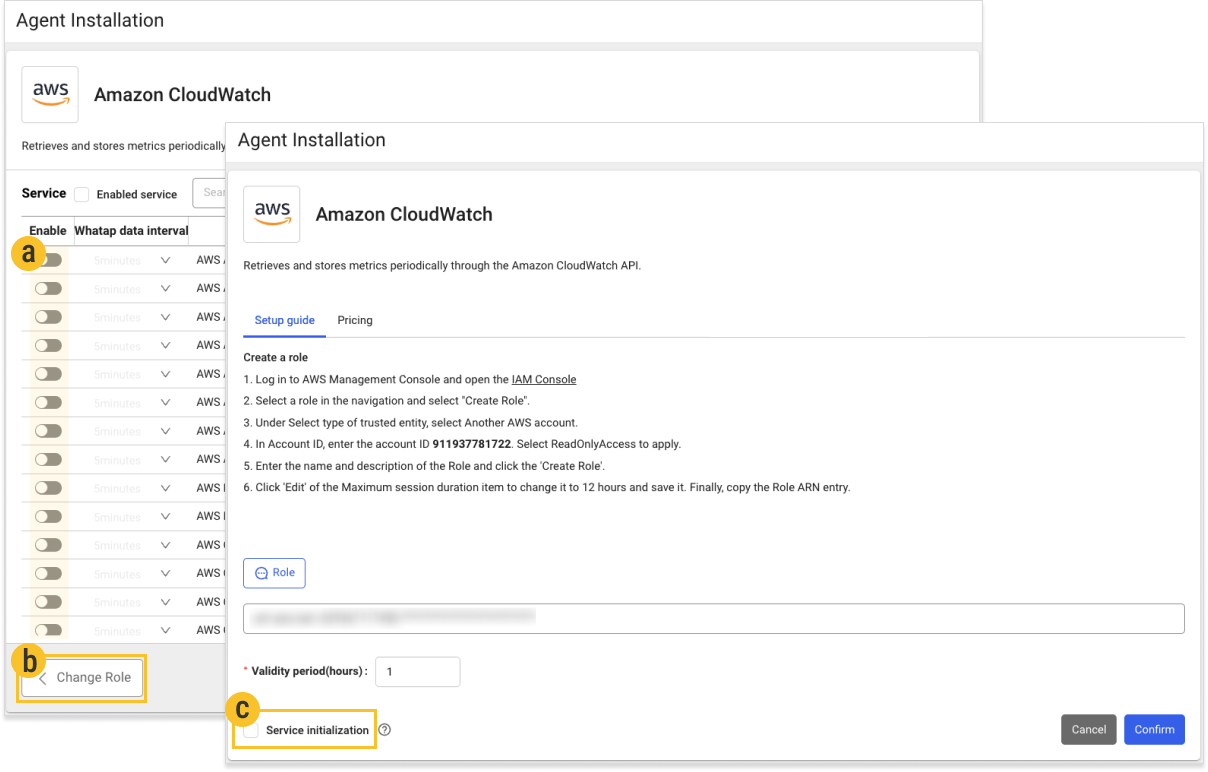 Agent Installation
aws
Amazon CloudWatch
Retrieves and stores metrics periodically
Service Enabled service Sear
Enable Whatap data interval
a
5minutes AWS
5minutes AWS
5minutes AWS
5minutes AWS
5minutes AWS
5minutes AWS
5minutes AWS
5minutes AWS
5minutes AWS
5minutes AWS
5minutes AWS
5minutes AWS
5minutes AWS
5minutes AWS
b
Change Role
Agent Installation
aws
Amazon CloudWatch
Retrieves and stores metrics periodically through the Amazon CloudWatch API.
Setup guide Pricing
Create a role
1. Log in to AWS Management Console and open the IAM Console
2. Select a role in the navigation and select "Create Role".
3. Under Select type of trusted entity, select Another AWS account.
4. In Account ID, enter the account ID 911937781722. Select ReadOnlyAccess to apply.
5. Enter the name and description of the Role and click the 'Create Role'.
6. Click 'Edit' of the Maximum session duration item to change it to 12 hours and save it. Finally, copy the Role ARN entry.
Role
* Validity period(hours) : 1
c
Service initialization ?
Cancel Confirm